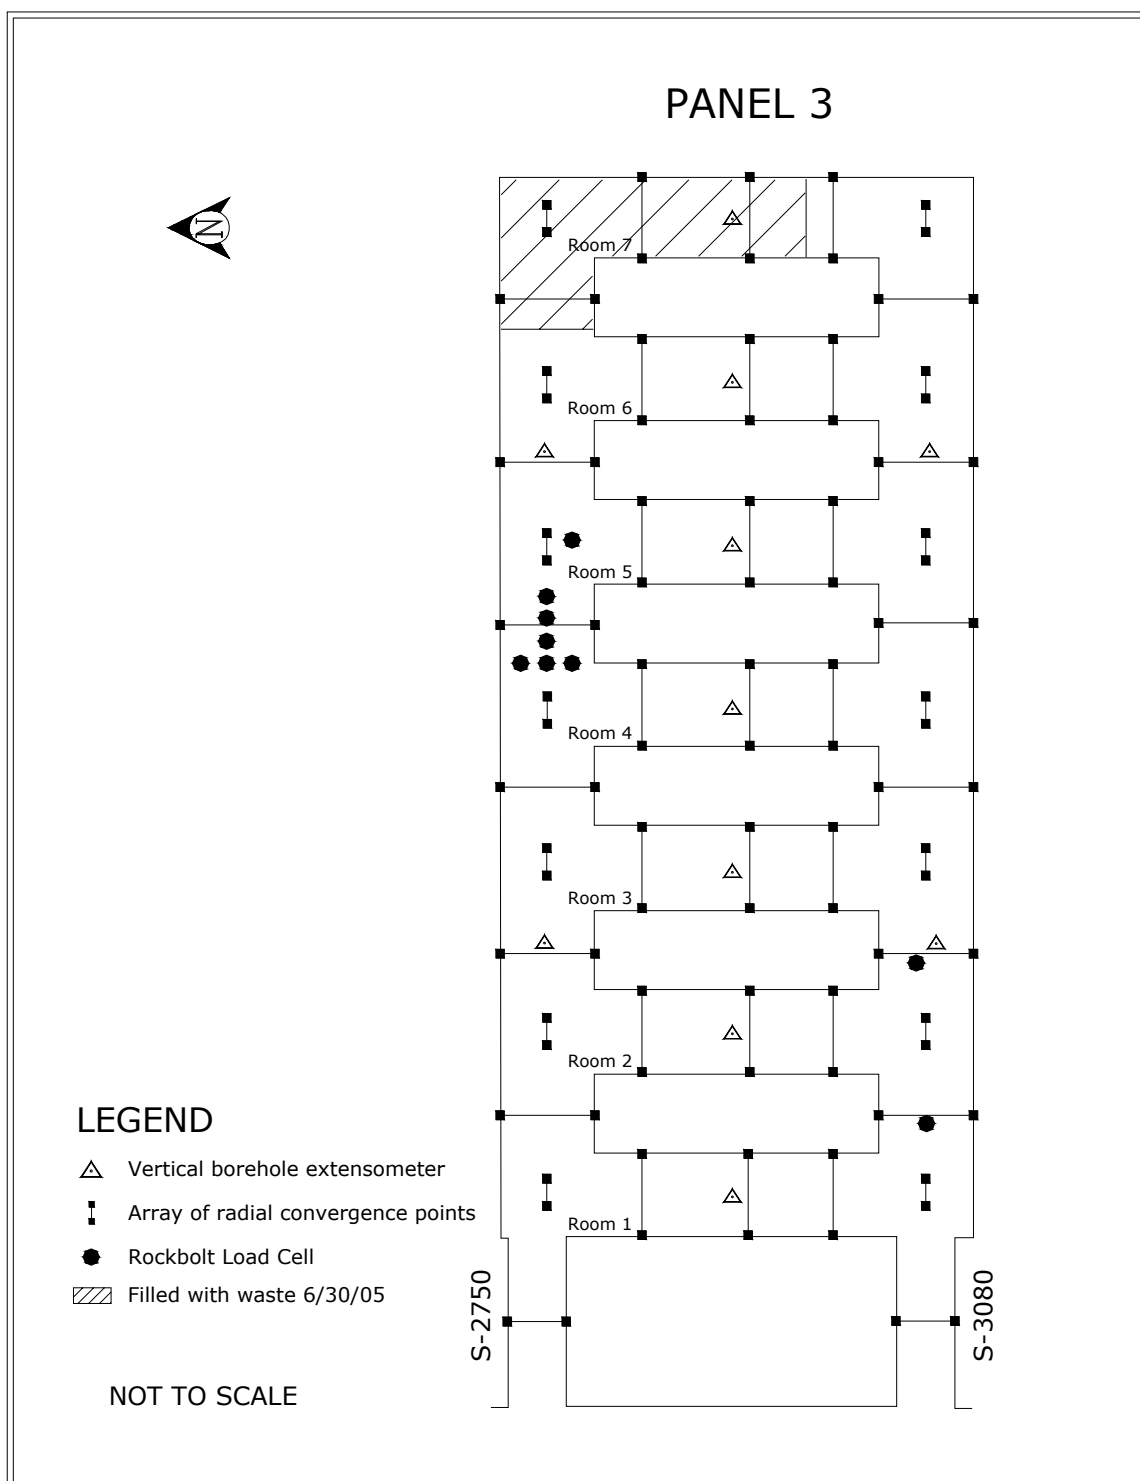 PANEL 3
N
Room 7
Room 6
Room 5
Room 4
Room 3
Room 2
Room 1
S-2750
S-3080
LEGEND
Vertical borehole extensometer
Array of radial convergence points
Rockbolt Load Cell
Filled with waste 6/30/05
NOT TO SCALE